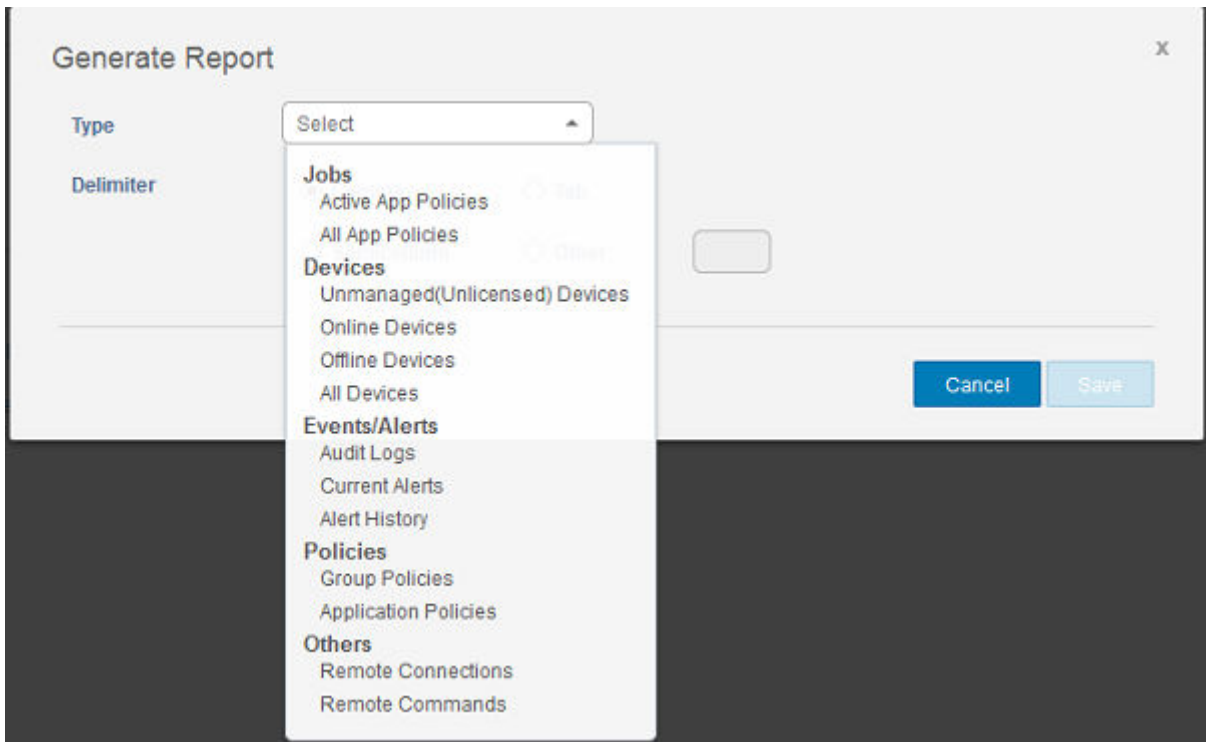 Generate Report
x
Type
Select
Delimiter
Jobs
Active App Policies
All App Policies
Devices
Unmanaged(Unlicensed) Devices
Online Devices
Offline Devices
All Devices
Events/Alerts
Audit Logs
Current Alerts
Alert History
Policies
Group Policies
Application Policies
Others
Remote Connections
Remote Commands
Tab
Other
Cancel
Save